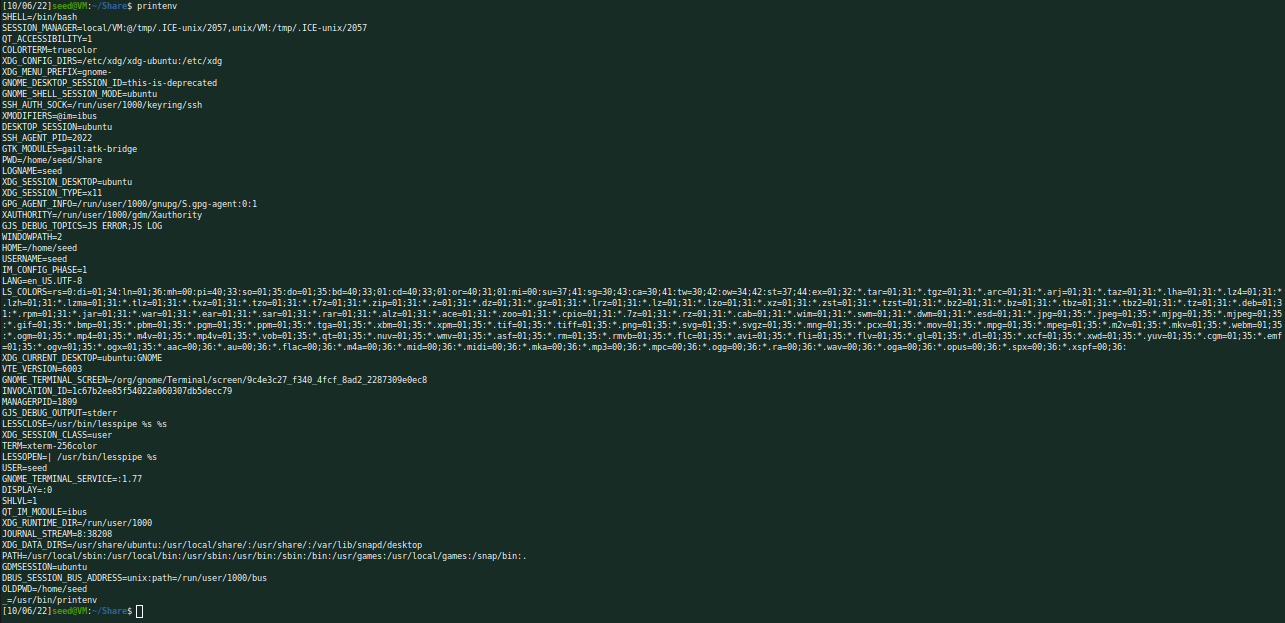 [10/06/22]seed@VM:~/Share$ printenv
SHELL=/bin/bash
SESSION_MANAGER=local/VM:@/tmp/.ICE-unix/2057,unix/VM:/tmp/.ICE-unix/2057
QT_ACCESSIBILITY=1
COLORTERM=truecolor
XDG_CONFIG_DIRS=/etc/xdg/xdg-ubuntu:/etc/xdg
XDG_MENU_PREFIX=gnome-
GNOME_DESKTOP_SESSION_ID=this-is-deprecated
GNOME_SHELL_SESSION_MODE=ubuntu
SSH_AUTH_SOCK=/run/user/1000/keyring/ssh
XMODIFIERS=@im=ibus
DESKTOP_SESSION=ubuntu
SSH_AGENT_PID=2022
GTK_MODULES=gail:atk-bridge
PWD=/home/seed/Share
LOGNAME=seed
XDG_SESSION_DESKTOP=ubuntu
XDG_SESSION_TYPE=x11
GPG_AGENT_INFO=/run/user/1000/gnupg/S.gpg-agent:0:1
XAUTHORITY=/run/user/1000/gdm/Xauthority
GJS_DEBUG_TOPICS=JS ERROR;JS LOG
WINDOWPATH=2
HOME=/home/seed
USERNAME=seed
IM_CONFIG_PHASE=1
LANG=en_US.UTF-8
LS_COLORS=rs=0:di=01;34:ln=01;36:mh=00:pi=40;33:so=01;35:do=01;35:bd=40;33;01:cd=40;33;01:or=40;31;01:mi=00:su=37;41:sg=30;43:ca=30;41:tw=30;42:ow=34;42:st=37;44:ex=01;32:*.tar=01;31:*.tgz=01;31:*.arc=01;31:*.arj=01;31:*.taz=01;31:*.lha=01;31:*.lz4=01;31:*
.lzh=01;31:*.lzma=01;31:*.tlz=01;31:*.txz=01;31:*.tzo=01;31:*.t7z=01;31:*.zip=01;31:*.z=01;31:*.dz=01;31:*.gz=01;31:*.lrz=01;31:*.lz=01;31:*.lzo=01;31:*.xz=01;31:*.zst=01;31:*.tzst=01;31:*.bz2=01;31:*.bz=01;31:*.tbz=01;31:*.tbz2=01;31:*.tz=01;31:*.deb=01;3
1:*.rpm=01;31:*.jar=01;31:*.war=01;31:*.ear=01;31:*.sar=01;31:*.rar=01;31:*.alz=01;31:*.ace=01;31:*.zoo=01;31:*.cpio=01;31:*.7z=01;31:*.rz=01;31:*.cab=01;31:*.wim=01;31:*.swm=01;31:*.dwm=01;31:*.esd=01;31:*.jpg=01;35:*.jpeg=01;35:*.mjpg=01;35:*.mjpeg=01;35
:*.gif=01;35:*.bmp=01;35:*.pbm=01;35:*.pgm=01;35:*.ppm=01;35:*.tga=01;35:*.xbm=01;35:*.xpm=01;35:*.tif=01;35:*.tiff=01;35:*.png=01;35:*.svg=01;35:*.svgz=01;35:*.mng=01;35:*.pcx=01;35:*.mov=01;35:*.mpg=01;35:*.mpeg=01;35:*.m2v=01;35:*.mkv=01;35:*.webm=01;35
:*.ogm=01;35:*.mp4=01;35:*.m4v=01;35:*.mp4v=01;35:*.vob=01;35:*.qt=01;35:*.nuv=01;35:*.wmv=01;35:*.asf=01;35:*.rm=01;35:*.rmvb=01;35:*.flc=01;35:*.avi=01;35:*.fli=01;35:*.flv=01;35:*.gl=01;35:*.dl=01;35:*.xcf=01;35:*.xwd=01;35:*.yuv=01;35:*.cgm=01;35:*.emf
=01;35:*.ogv=01;35:*.ogx=01;35:*.aac=00;36:*.au=00;36:*.flac=00;36:*.m4a=00;36:*.mid=00;36:*.midi=00;36:*.mka=00;36:*.mp3=00;36:*.mpc=00;36:*.ogg=00;36:*.ra=00;36:*.wav=00;36:*.oga=00;36:*.opus=00;36:*.spx=00;36:*.xspf=00;36:
XDG_CURRENT_DESKTOP=ubuntu:GNOME
VTE_VERSION=6003
GNOME_TERMINAL_SCREEN=/org/gnome/Terminal/screen/9c4e3c27_f340_4fcf_8ad2_2287309e0ec8
INVOCATION_ID=1c67b2ee85f54022a060307db5decc79
MANAGERPID=1809
GJS_DEBUG_OUTPUT=stderr
LESSCLOSE=/usr/bin/lesspipe %s %s
XDG_SESSION_CLASS=user
TERM=xterm-256color
LESSOPEN=| /usr/bin/lesspipe %s
USER=seed
GNOME_TERMINAL_SERVICE=:1.77
DISPLAY=:0
SHLVL=1
QT_IM_MODULE=ibus
XDG_RUNTIME_DIR=/run/user/1000
JOURNAL_STREAM=8:38208
XDG_DATA_DIRS=/usr/share/ubuntu:/usr/local/share/:/usr/share/:/var/lib/snapd/desktop
PATH=/usr/local/sbin:/usr/local/bin:/usr/sbin:/usr/bin:/sbin:/bin:/usr/games:/usr/local/games:/snap/bin:.
GDMSESSION=ubuntu
DBUS_SESSION_BUS_ADDRESS=unix:path=/run/user/1000/bus
OLDPWD=/home/seed
_=/usr/bin/printenv
[10/06/22]seed@VM:~/Share$